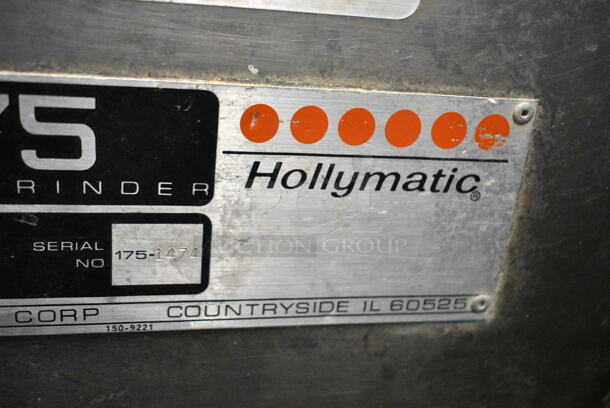 75
RINDER
Hollymatic®
SERIAL
NO
175-1474
AUCTION GROUP
CORP COUNTRYSIDE IL 60525
150-9221